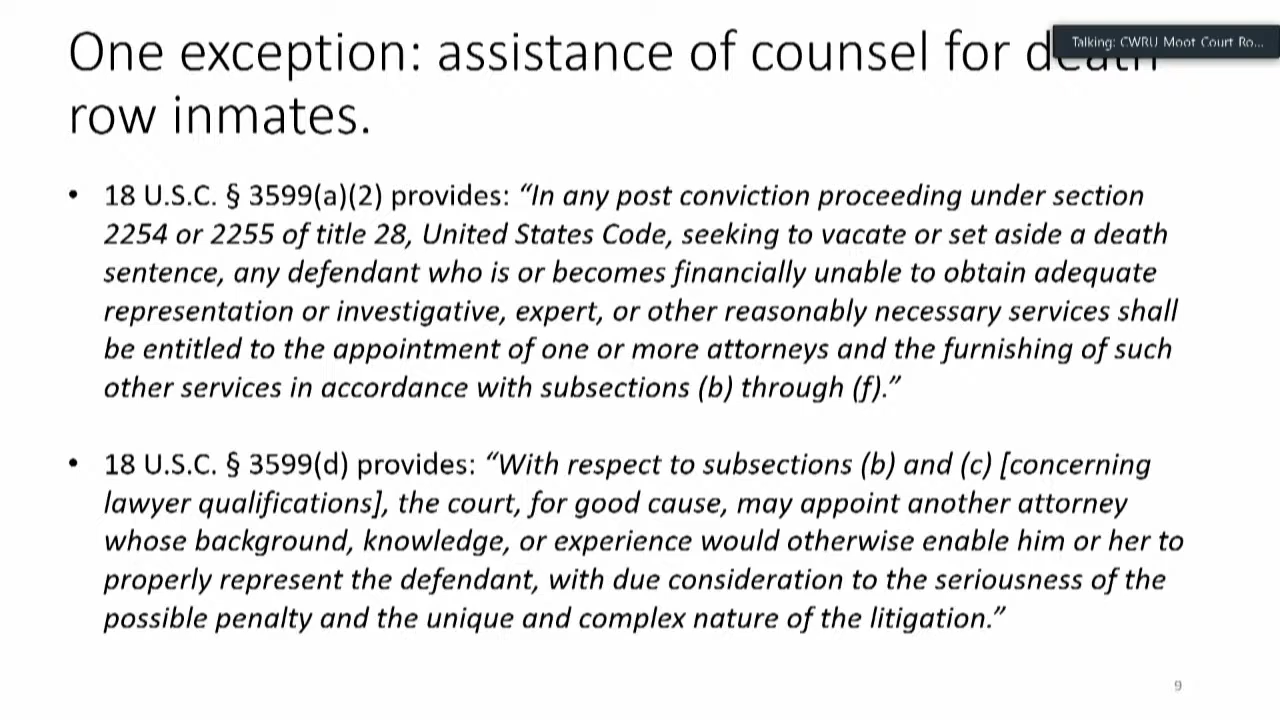 One exception: assistance of counsel for death
Talking: CWRU Moot Court Ro...
row inmates.
• 18 U.S.C. § 3599(a)(2) provides: “In any post conviction proceeding under section
2254 or 2255 of title 28, United States Code, seeking to vacate or set aside a death
sentence, any defendant who is or becomes financially unable to obtain adequate
representation or investigative, expert, or other reasonably necessary services shall
be entitled to the appointment of one or more attorneys and the furnishing of such
other services in accordance with subsections (b) through (f).”
• 18 U.S.C. § 3599(d) provides: “With respect to subsections (b) and (c) [concerning
lawyer qualifications], the court, for good cause, may appoint another attorney
whose background, knowledge, or experience would otherwise enable him or her to
properly represent the defendant, with due consideration to the seriousness of the
possible penalty and the unique and complex nature of the litigation.”
9